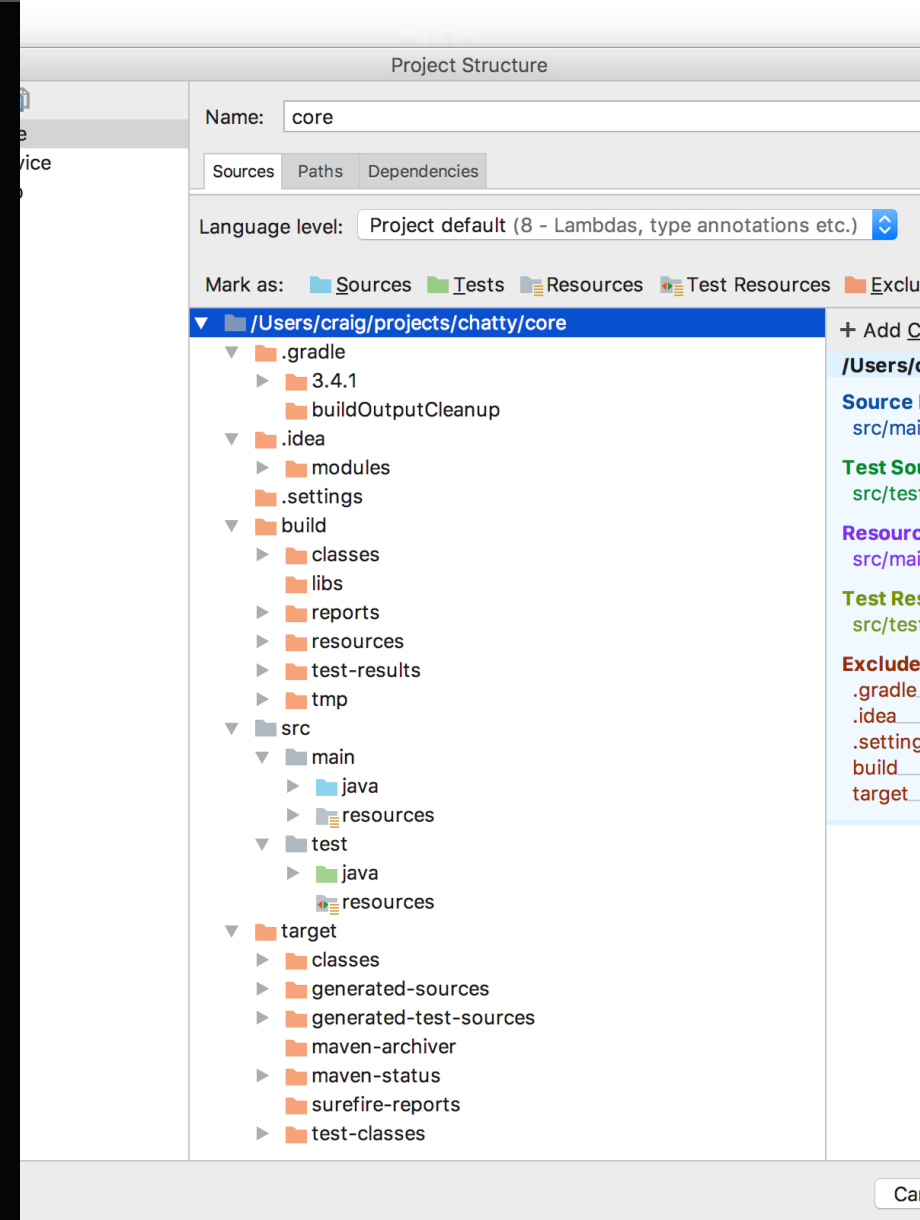 Project Structure
Name: core
Sources Paths Dependencies
Language level: Project default (8 - Lambdas, type annotations etc.)
Mark as: Sources Tests Resources Test Resources Exclu
/Users/craig/projects/chatty/core
.gradle
3.4.1
buildOutputCleanup
.idea
modules
.settings
build
classes
libs
reports
resources
test-results
tmp
src
main
java
resources
test
java
resources
target
classes
generated-sources
generated-test-sources
maven-archiver
maven-status
surefire-reports
test-classes
+ Add C
/Users/c
Source
src/mai
Test Sou
src/test
Resourc
src/mai
Test Res
src/test
Exclude
.gradle
.idea
.setting
build
target
e
vice
Ca